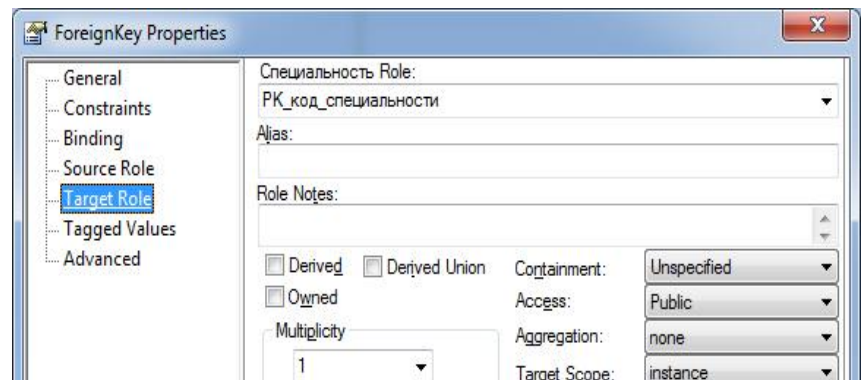 ForeignKey Properties
x
General
Constraints
Binding
Source Role
Target Role
Tagged Values
Advanced
Специальность Role:
PK_код_специальности
Alias:
Role Notes:
Derived Derived Union Containment: Unspecified
Owned Access: Public
Multiplicity Aggregation: none
1 Target Scope: instance